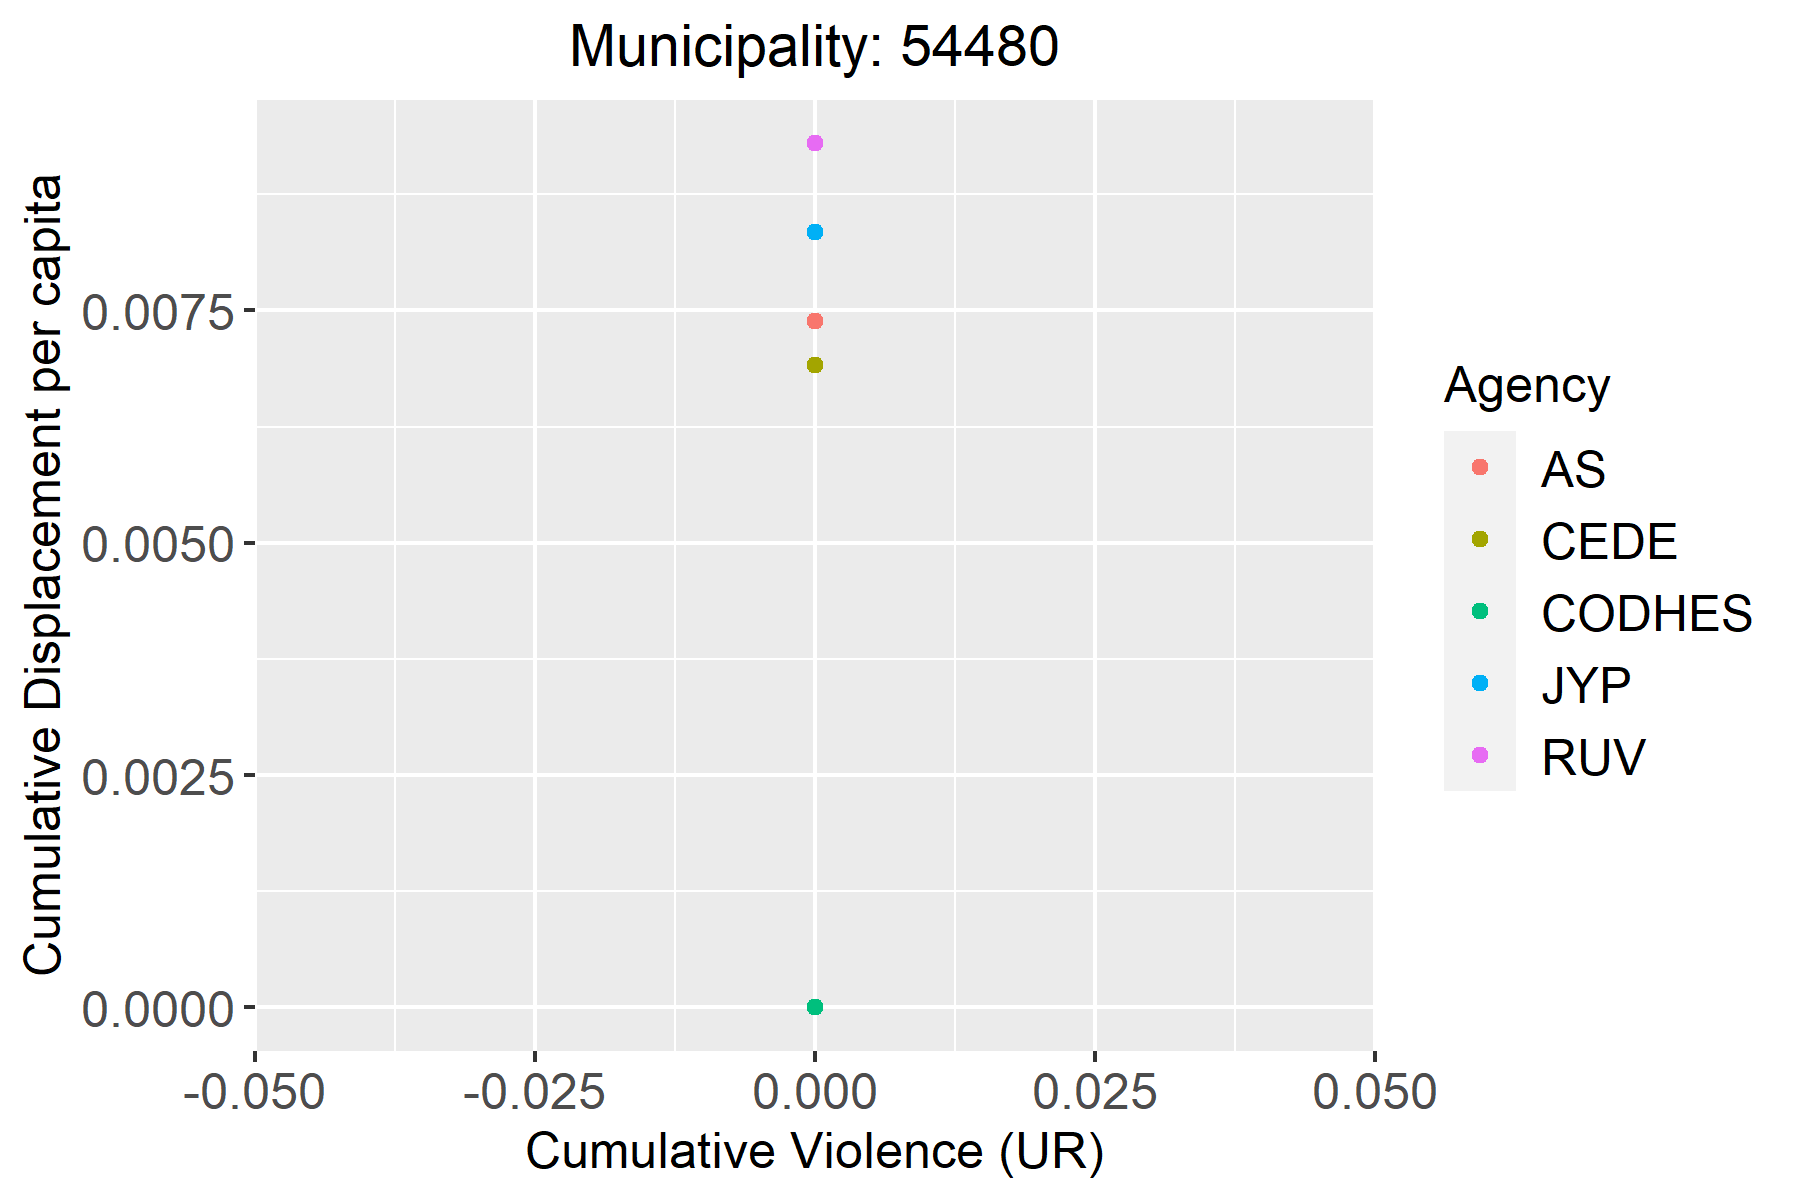 Municipality: 54480
Cumulative Displacement per capita
0.0075
0.0050
0.0025
0.0000
-0.050
-0.025
0.000
0.025
0.050
Cumulative Violence (UR)
Agency
AS
CEDE
CODHES
JYP
RUV